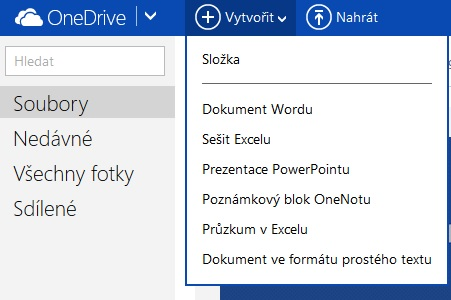 OneDrive
Vytvořit
Nahrát
Hledat
Soubory
Nedávné
Všechny fotky
Sdílené
Složka
Dokument Wordu
Sešit Excelu
Prezentace PowerPointu
Poznámkový blok OneNotu
Průzkum v Excelu
Dokument ve formátu prostého textu